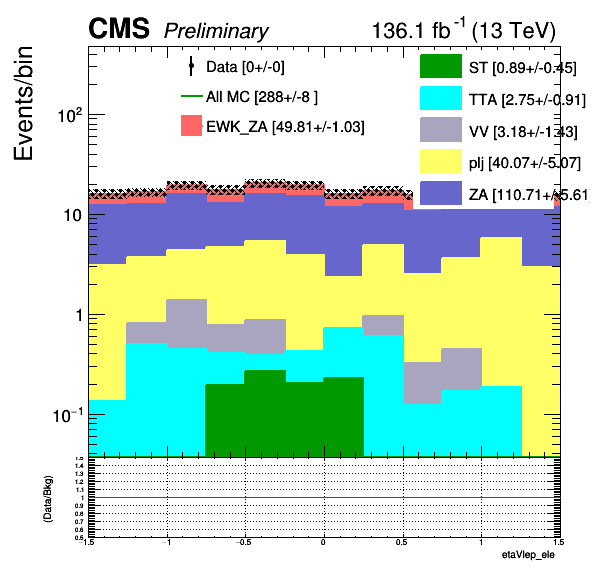 CMS Preliminary 136.1 fb⁻¹ (13 TeV)
Events/bin
Data [0+/-0]
All MC [288+/-8 ]
EWK_ZA [49.81+/-1.03]
ST [0.89+/-0.45]
TTA [2.75+/-0.91]
VV [3.18+/-1.43]
plj [40.07+/-5.07]
ZA [110.71+/-5.61]
10²
10
1
10⁻¹
(Data/Bkg)
1.5
1.4
1.3
1.2
1.1
1
0.9
0.8
0.7
0.6
0.5
-1.5 -1 -0.5 0 0.5 1 1.5
etaVlep_ele